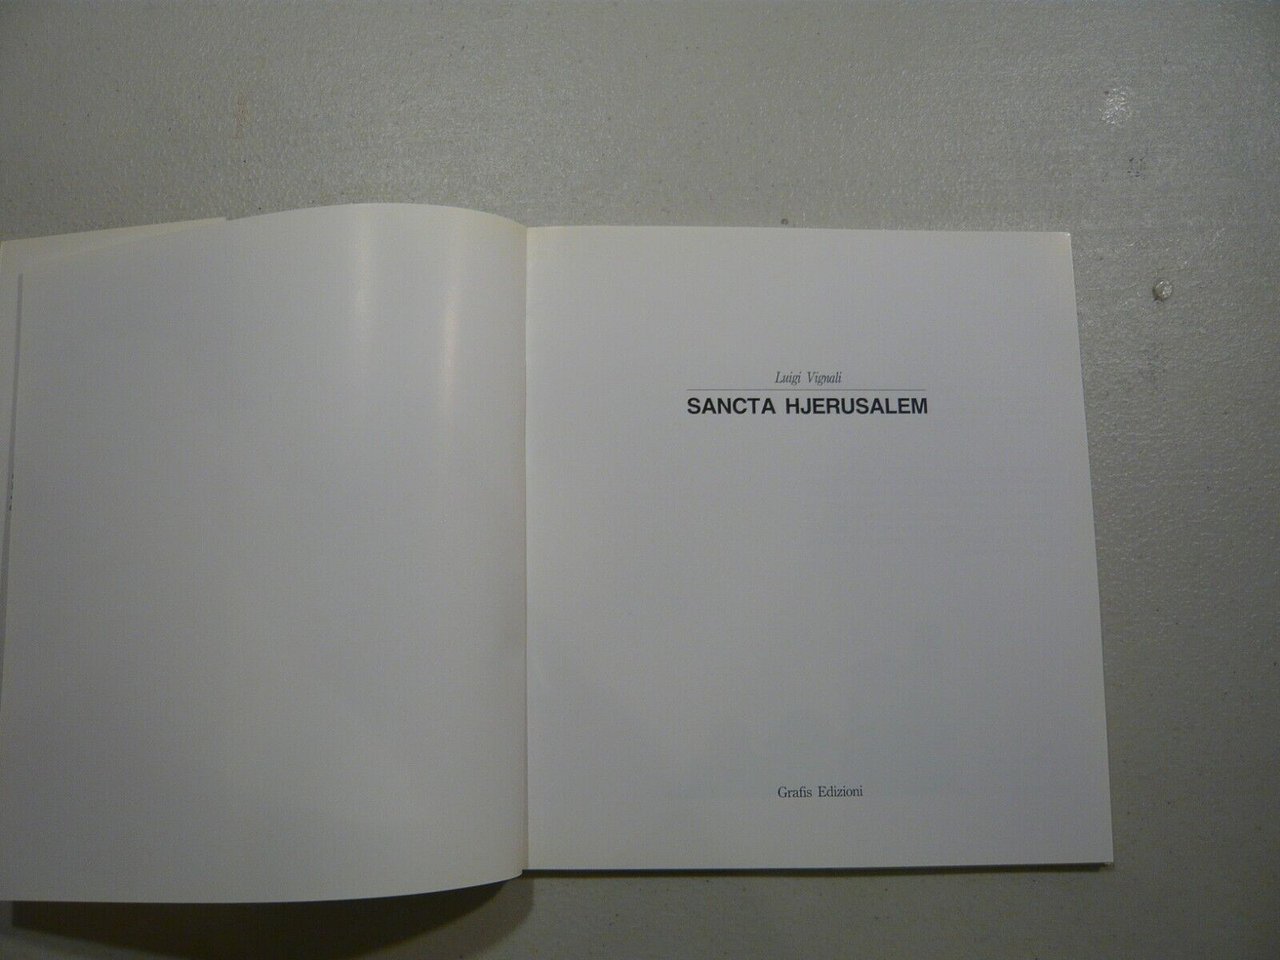 Luigi Vignali
SANCTA HJERUSALEM
Grafis Edizioni